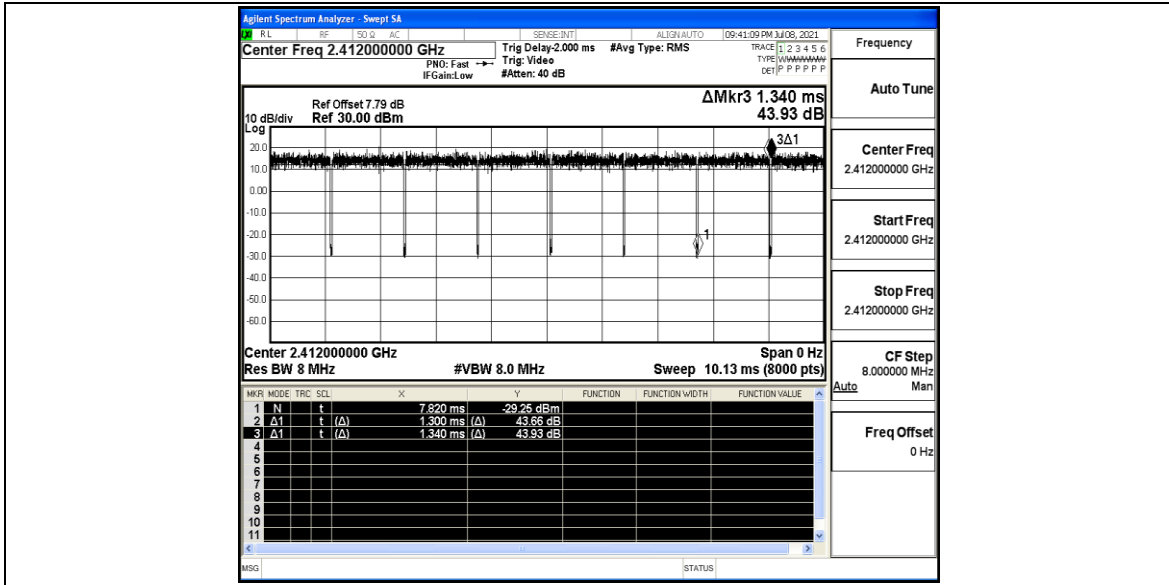 Agilent Spectrum Analyzer - Swept SA
LXI RL RF 50 Ω AC SENSE:INT ALIGNAUTO 09:41:09 PM Jul 08, 2021
Center Freq 2.412000000 GHz
Trig Delay-2.000 ms #Avg Type: RMS
TRACE 1 2 3 4 5 6
PNO: Fast Trig: Video
TYPE WWWWWW
IFGain:Low #Atten: 40 dB
DET P P P P P P
ΔMkr3 1.340 ms
43.93 dB
Ref Offset 7.79 dB
10 dB/div Ref 30.00 dBm
Log
20.0
10.0
0.00
-10.0
-20.0
-30.0
-40.0
-50.0
-60.0
3Δ1
1
Center 2.412000000 GHz Span 0 Hz
Res BW 8 MHz #VBW 8.0 MHz Sweep 10.13 ms (8000 pts)
MKR MODE TRC SCL X Y FUNCTION FUNCTION WIDTH FUNCTION VALUE
1 N t 7.820 ms -29.25 dBm
2 Δ1 t (Δ) 1.300 ms (Δ) 43.66 dB
3 Δ1 t (Δ) 1.340 ms (Δ) 43.93 dB
4
5
6
7
8
9
10
11
MSG STATUS
Frequency
Auto Tune
Center Freq
2.412000000 GHz
Start Freq
2.412000000 GHz
Stop Freq
2.412000000 GHz
CF Step
8.000000 MHz
Auto Man
Freq Offset
0 Hz